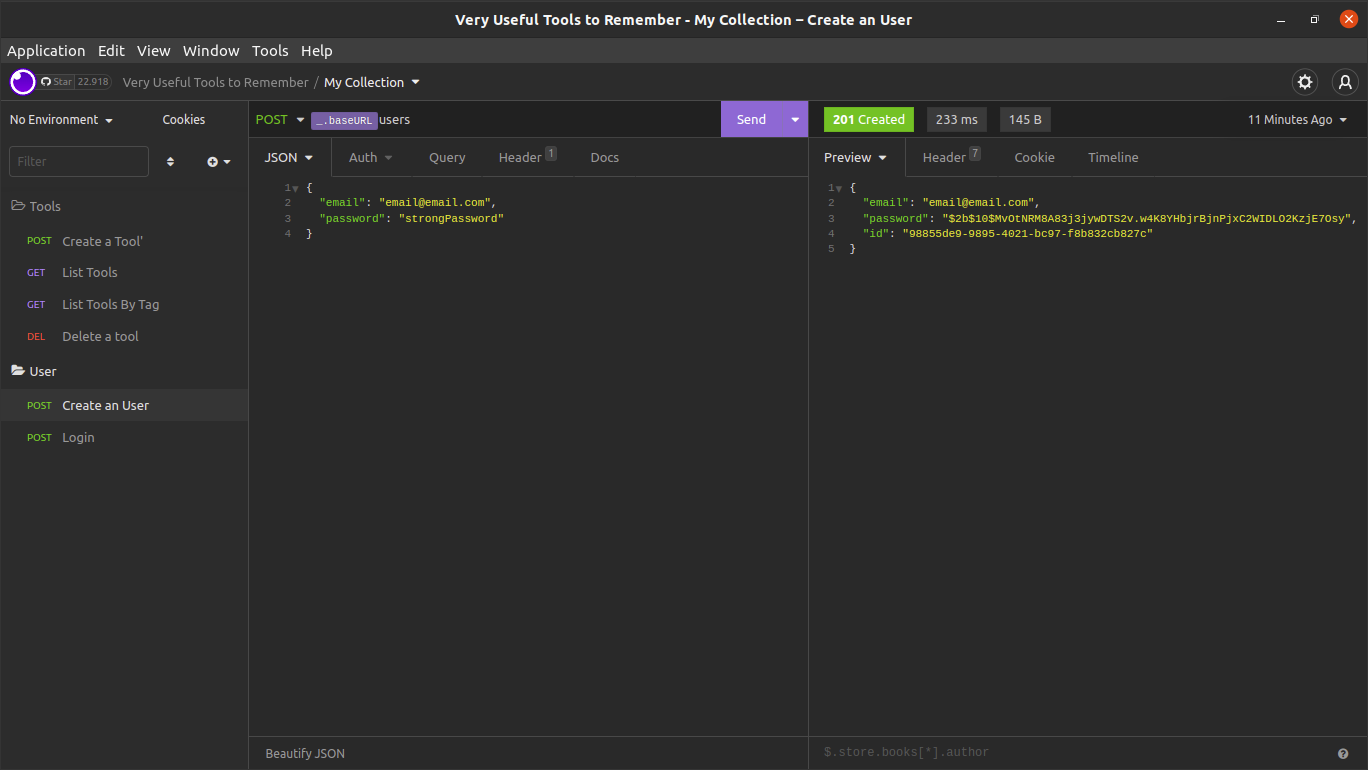 Very Useful Tools to Remember - My Collection – Create an User
Application Edit View Window Tools Help
Star 22.918 Very Useful Tools to Remember / My Collection
No Environment Cookies
POST _.baseURL users Send
201 Created 233 ms 145 B 11 Minutes Ago
Filter
JSON Auth Query Header 1 Docs
Preview Header 7 Cookie Timeline
Tools
POST Create a Tool'
GET List Tools
GET List Tools By Tag
DEL Delete a tool
User
POST Create an User
POST Login
1 {
2 "email": "email@email.com",
3 "password": "strongPassword"
4 }
Beautify JSON
1 {
2 "email": "email@email.com",
3 "password": "$2b$10$MvOtNRM8A83j3jywDTS2v.w4K8YHbjrBjnPjxC2WIDLO2KzjE7Osy",
4 "id": "98855de9-9895-4021-bc97-f8b832cb827c"
5 }
$.store.books[*].author